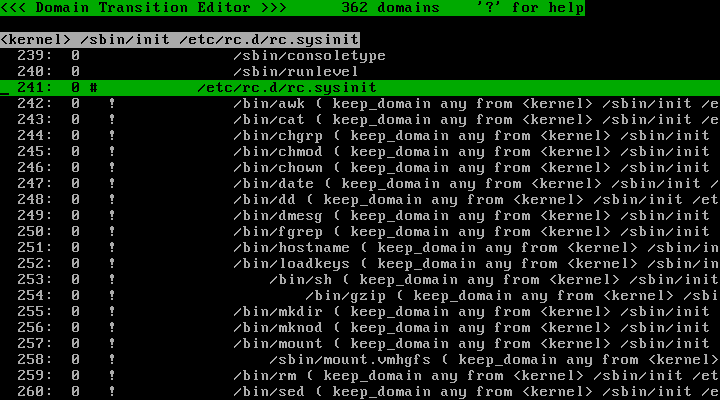 <<< Domain Transition Editor >>>      362 domains    '?' for help
<kernel> /sbin/init /etc/rc.d/rc.sysinit
  239:  0                 /sbin/consoletype
  240:  0                 /sbin/runlevel
_ 241:  0 #           /etc/rc.d/rc.sysinit
  242:  0   !             /bin/awk ( keep_domain any from <kernel> /sbin/init /e
  243:  0   !             /bin/cat ( keep_domain any from <kernel> /sbin/init /e
  244:  0   !             /bin/chgrp ( keep_domain any from <kernel> /sbin/init 
  245:  0   !             /bin/chmod ( keep_domain any from <kernel> /sbin/init 
  246:  0   !             /bin/chown ( keep_domain any from <kernel> /sbin/init 
  247:  0   !             /bin/date ( keep_domain any from <kernel> /sbin/init /
  248:  0   !             /bin/dd ( keep_domain any from <kernel> /sbin/init /et
  249:  0   !             /bin/dmesg ( keep_domain any from <kernel> /sbin/init 
  250:  0   !             /bin/fgrep ( keep_domain any from <kernel> /sbin/init 
  251:  0   !             /bin/hostname ( keep_domain any from <kernel> /sbin/in
  252:  0   !             /bin/loadkeys ( keep_domain any from <kernel> /sbin/in
  253:  0   !                 /bin/sh ( keep_domain any from <kernel> /sbin/init
  254:  0   !                     /bin/gzip ( keep_domain any from <kernel> /sbi
  255:  0   !             /bin/mkdir ( keep_domain any from <kernel> /sbin/init 
  256:  0   !             /bin/mknod ( keep_domain any from <kernel> /sbin/init 
  257:  0   !             /bin/mount ( keep_domain any from <kernel> /sbin/init 
  258:  0   !                 /sbin/mount.vmhgfs ( keep_domain any from <kernel>
  259:  0   !             /bin/rm ( keep_domain any from <kernel> /sbin/init /et
  260:  0   !             /bin/sed ( keep_domain any from <kernel> /sbin/init /e